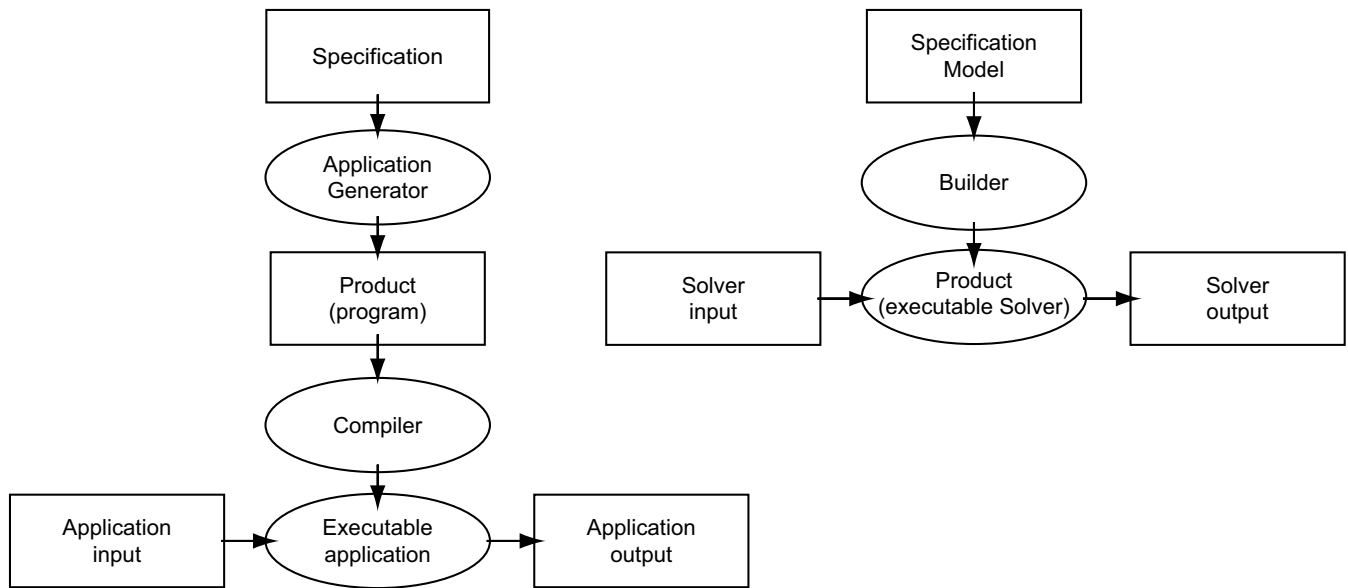 Specification
Application
Generator
Product
(program)
Compiler
Application
input
Executable
application
Application
output
Specification
Model
Builder
Solver
input
Product
(executable Solver)
Solver
output